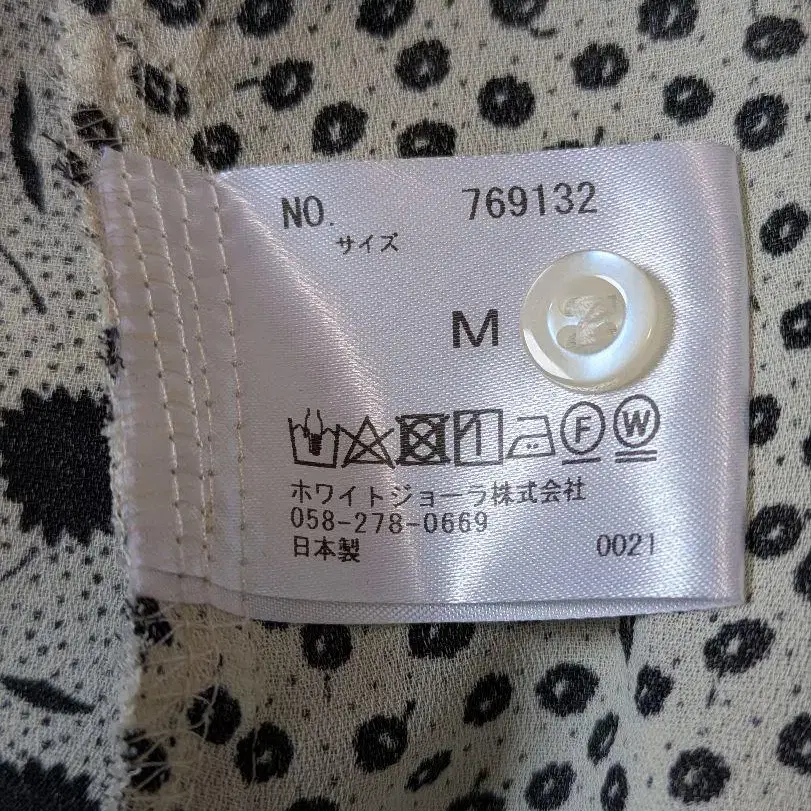 NO. 769132
サイズ
M
F W
ホワイトジョーラ株式会社
058-278-0669
日本製 0021